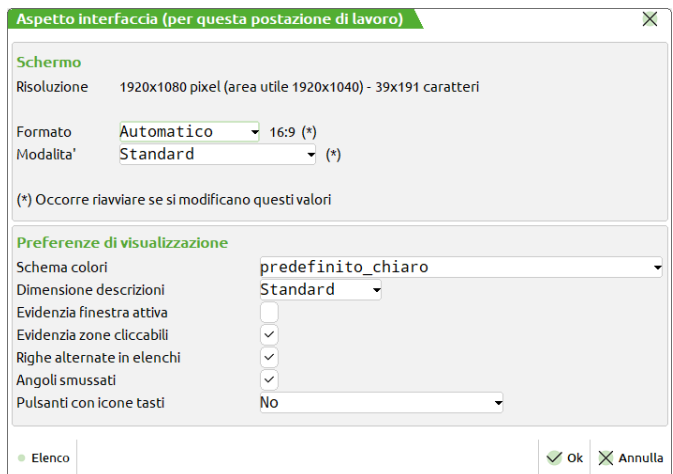 Aspetto interfaccia (per questa postazione di lavoro)
Schermo
Risoluzione 1920x1080 pixel (area utile 1920x1040) - 39x191 caratteri
Formato Automatico 16:9 (*)
Modalita' Standard (*)
(*) Occorre riavviare se si modificano questi valori
Preferenze di visualizzazione
Schema colori predefinito_chiaro
Dimensione descrizioni Standard
Evidenzia finestra attiva
Evidenzia zone cliccabili
Righe alternate in elenchi
Angoli smussati
Pulsanti con icone tasti No
Elenco Ok Annulla